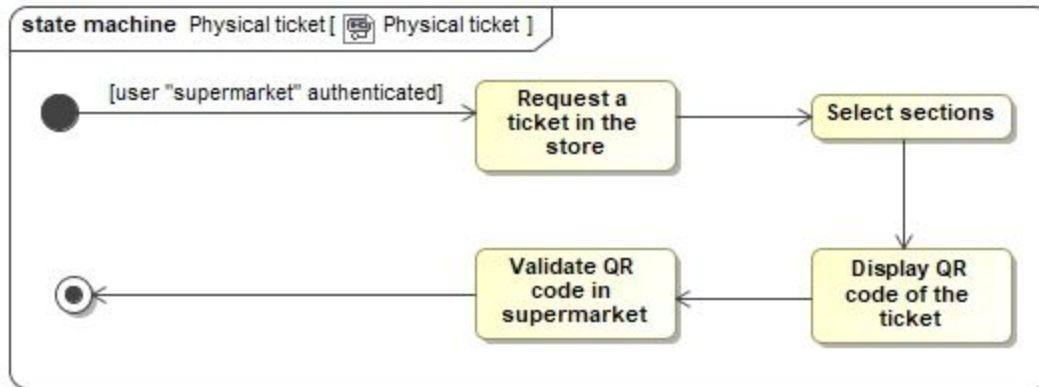 state machine Physical ticket [ Physical ticket ]
[user "supermarket" authenticated]
Request a
ticket in the
store
Select sections
Display QR
code of the
ticket
Validate QR
code in
supermarket